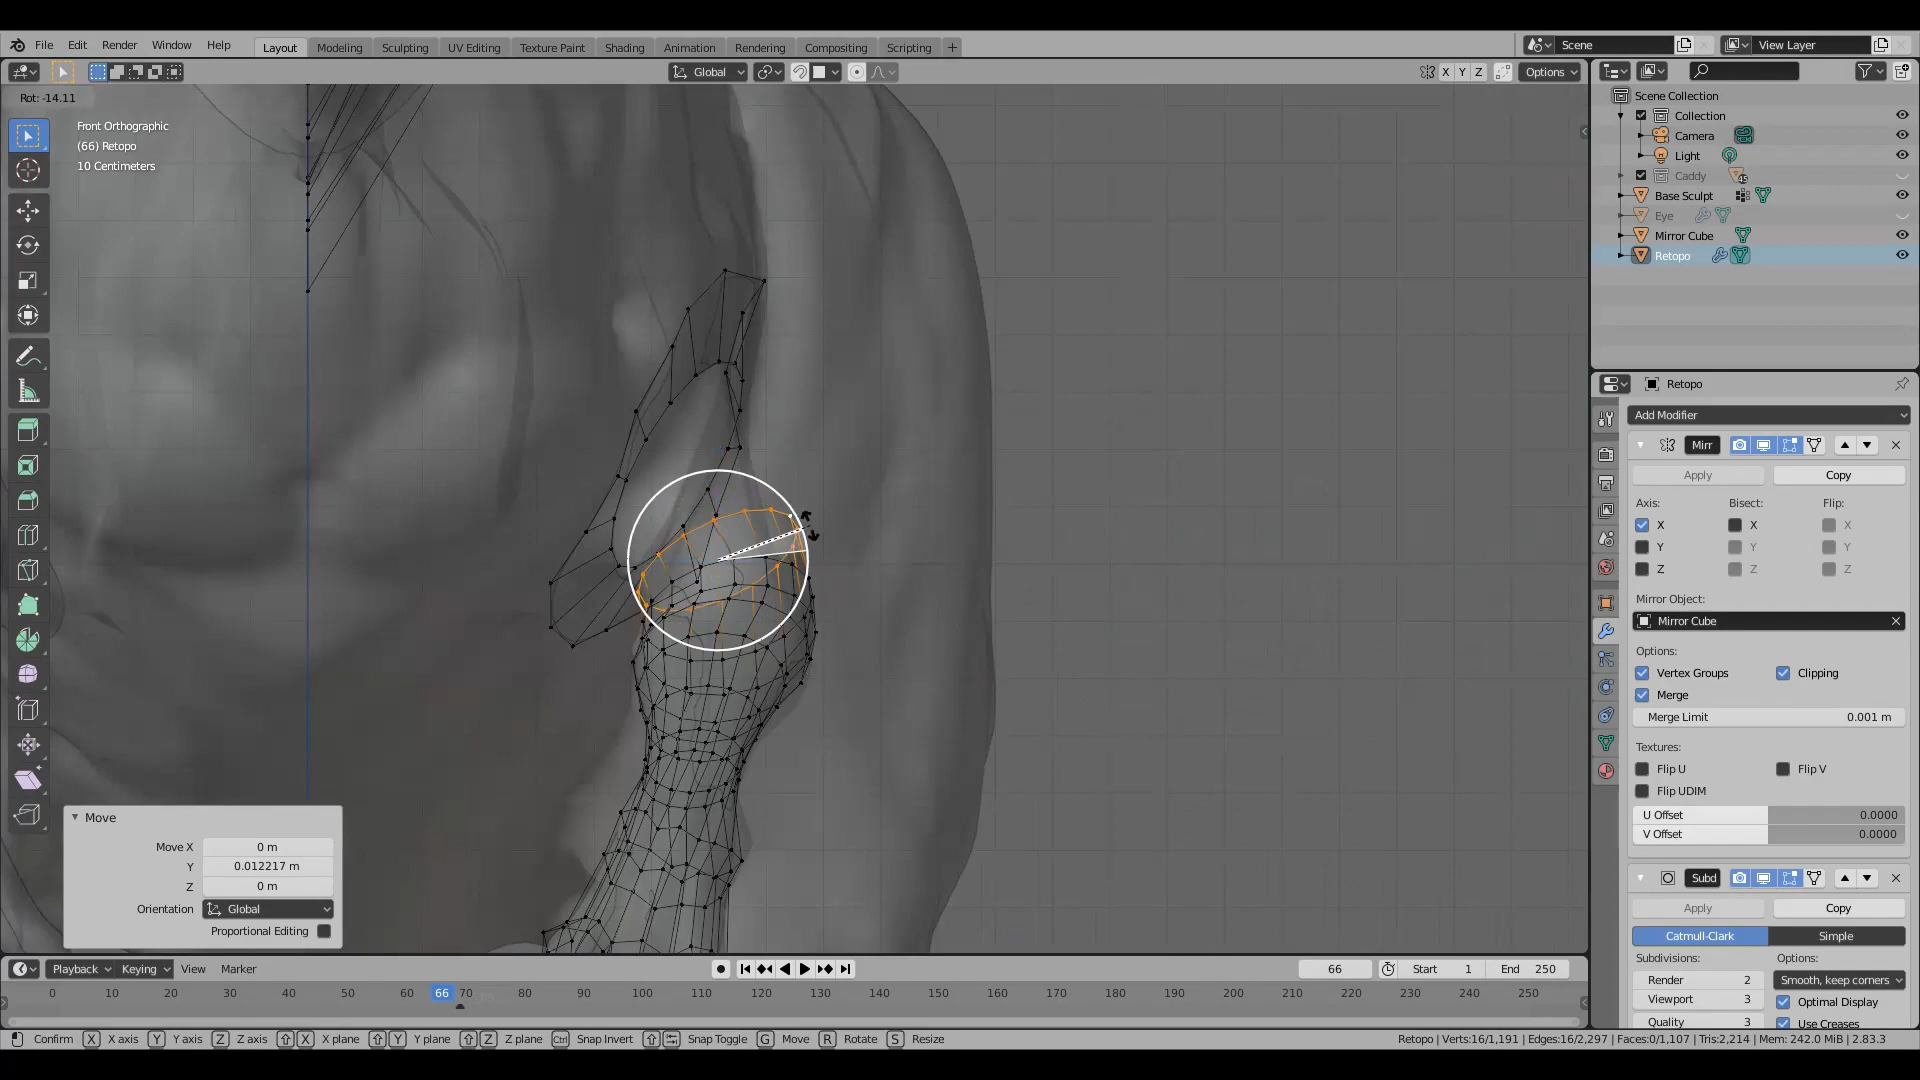 File Edit Render Window Help Layout Modeling Sculpting UV Editing Texture Paint Shading Animation Rendering Compositing Scripting + Scene View Layer
Global X Y Z Options
Rot: -14.11
Front Orthographic
(66) Retopo
10 Centimeters
Scene Collection
Collection
Camera
Light
Caddy
Base Sculpt
Eye
Mirror Cube
Retopo
Retopo
Add Modifier
Mirr
Apply Copy
Axis: Bisect: Flip:
X X X
Y Y Y
Z Z Z
Mirror Object:
Mirror Cube
Options:
Vertex Groups Clipping
Merge
Merge Limit 0.001 m
Textures:
Flip U Flip V
Flip UDIM
U Offset 0.0000
V Offset 0.0000
Subd
Apply Copy
Catmull-Clark Simple
Subdivisions: Options:
Render 2 Smooth, keep corners
Viewport 3 Optimal Display
Quality 3 Use Creases
Move
Move X 0 m
Y 0.012217 m
Z 0 m
Orientation Global
Proportional Editing
Playback Keying View Marker 66 Start 1 End 250
0 10 20 30 40 50 60 66 70 80 90 100 110 120 130 140 150 160 170 180 190 200 210 220 230 240 250
Confirm X X axis Y Y axis Z Z axis X X plane Y Y plane Z Z plane Ctrl Snap Invert Snap Toggle G Move R Rotate S Resize Retopo | Verts:16/1,191 | Edges:16/2,297 | Faces:0/1,107 | Tris:2,214 | Mem: 242.0 MiB | 2.83.3